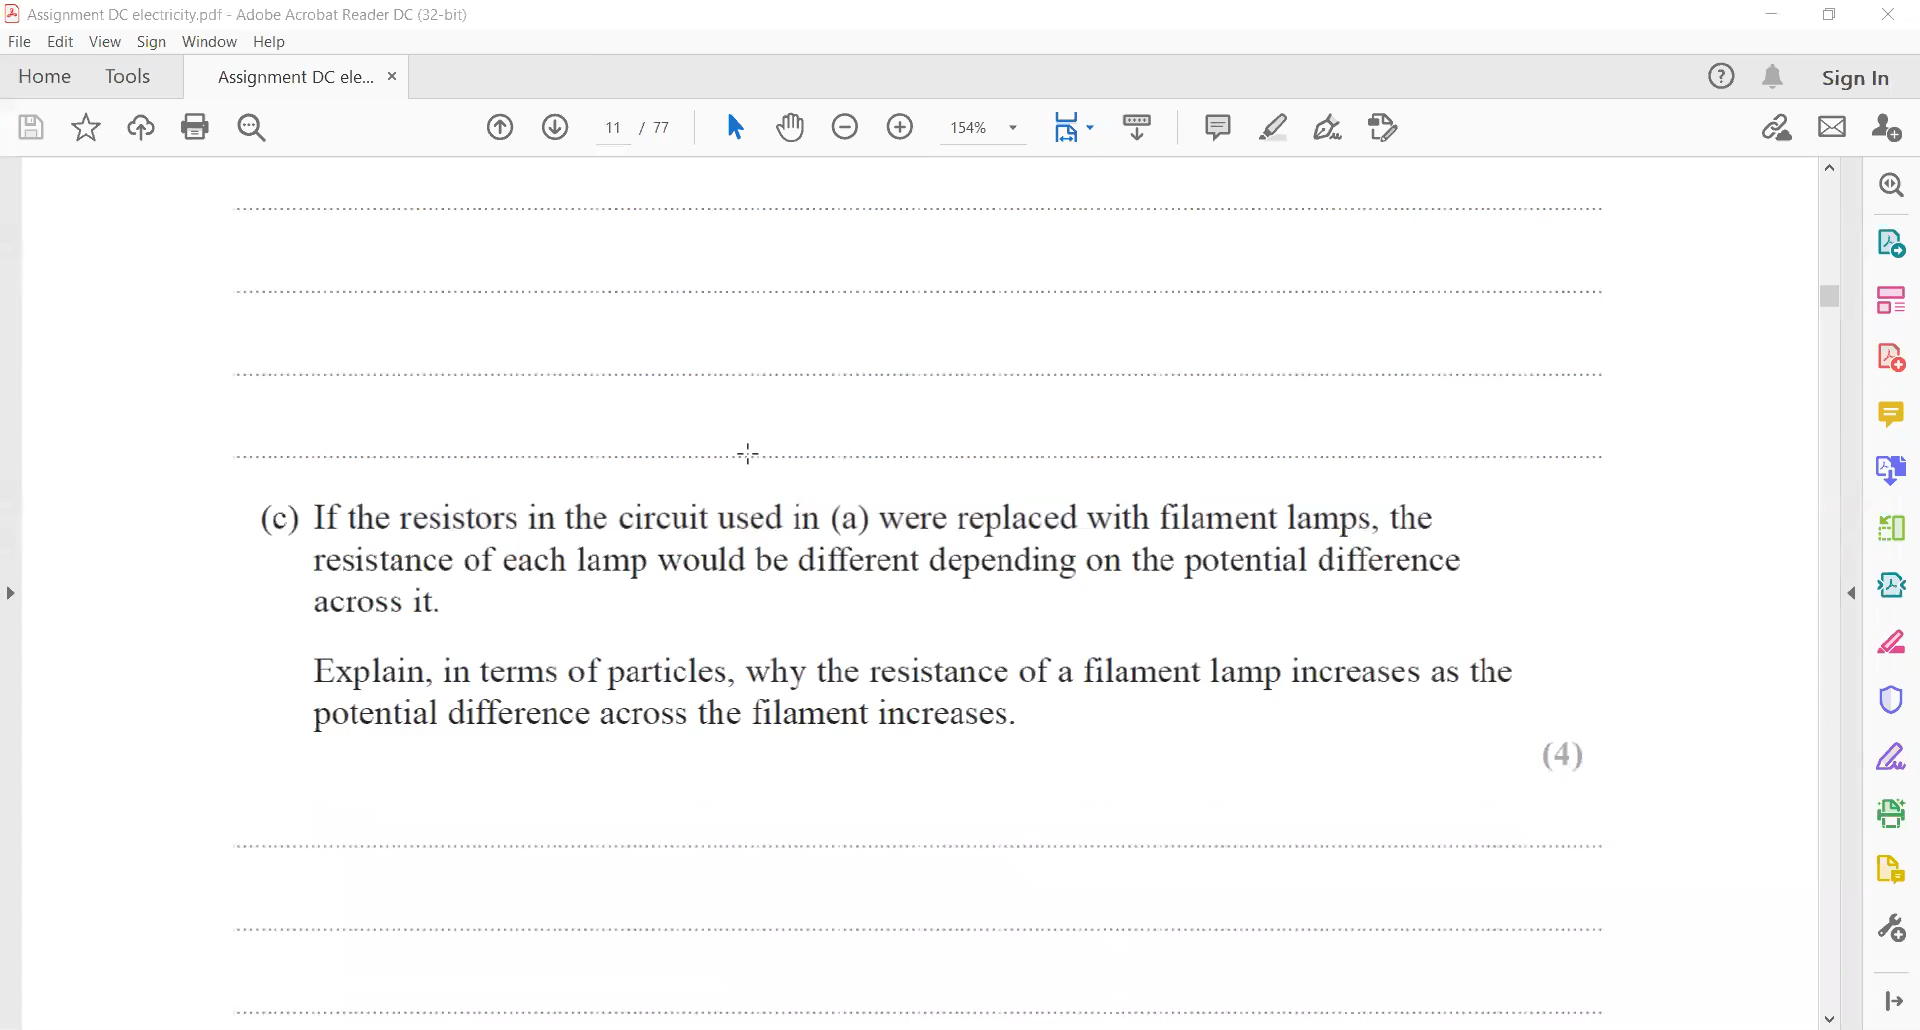 Assignment DC electricity.pdf - Adobe Acrobat Reader DC (32-bit)
File Edit View Sign Window Help
Home Tools Assignment DC ele... × Sign In
11 / 77 154%
(c) If the resistors in the circuit used in (a) were replaced with filament lamps, the
resistance of each lamp would be different depending on the potential difference
across it.
Explain, in terms of particles, why the resistance of a filament lamp increases as the
potential difference across the filament increases.
(4)